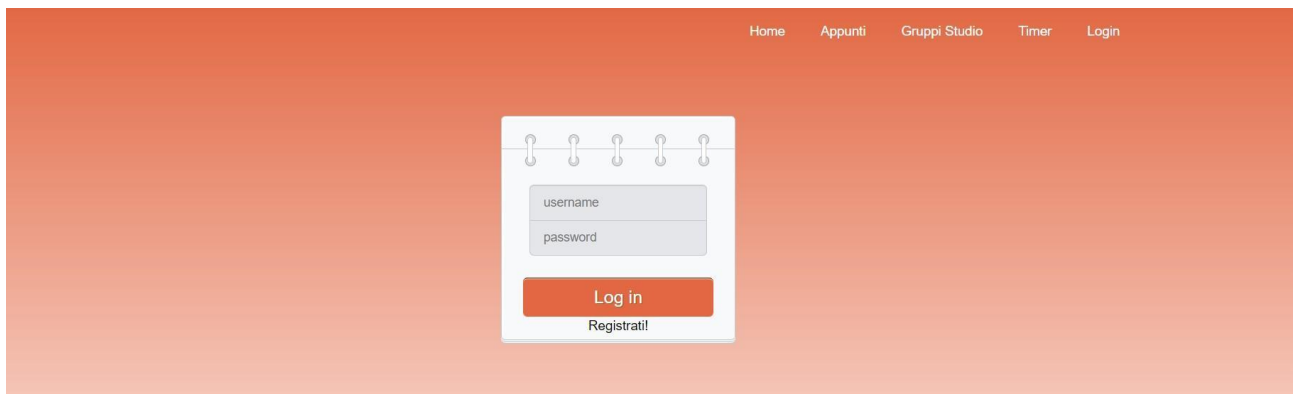 Home Appunti Gruppi Studio Timer Login
username
password
Log in
Registrati!